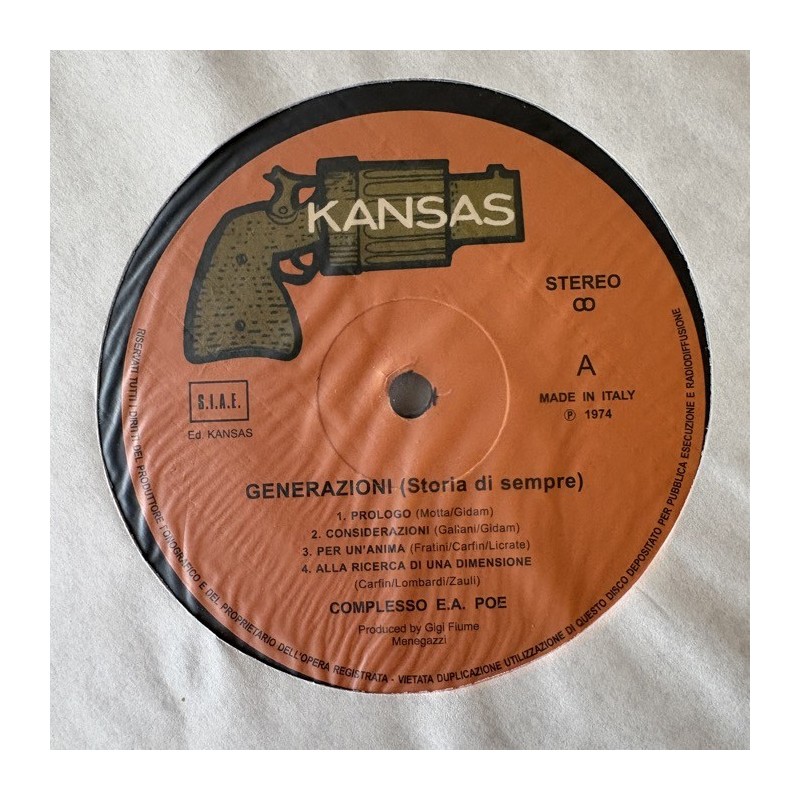 KANSAS
STEREO
A
MADE IN ITALY
℗ 1974
S.I.A.E.
Ed. KANSAS
GENERAZIONI (Storia di sempre)
1. PROLOGO (Motta/Gidam)
2. CONSIDERAZIONI (Galiani/Gidam)
3. PER UN'ANIMA (Fratini/Carfin/Licrate)
4. ALLA RICERCA DI UNA DIMENSIONE
(Carfin/Lombardi/Zauli)
COMPLESSO E.A. POE
Produced by Gigi Fiume
Menegazzi
RISERVATI TUTTI I DIRITTI DEL PRODUTTORE FONOGRAFICO E DEL PROPRIETARIO DELL'OPERA REGISTRATA - VIETATA DUPLICAZIONE UTILIZZAZIONE DI QUESTO DISCO DEPOSITATO PER PUBBLICA ESECUZIONE E RADIODIFFUSIONE